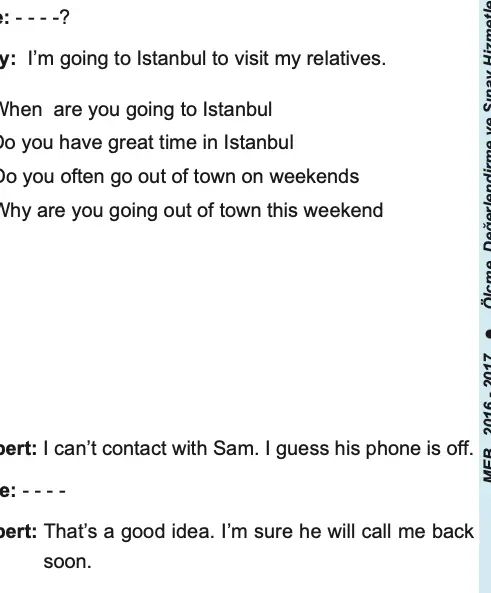 e: - - - -?
y: I'm going to Istanbul to visit my relatives.
When are you going to Istanbul
Do you have great time in Istanbul
Do you often go out of town on weekends
Why are you going out of town this weekend
bert: I can't contact with Sam. I guess his phone is off.
e: - - - -
bert: That's a good idea. I'm sure he will call me back
soon.
MEB 2016 - 2017 ● Ölçme, Değerlendirme ve Sınav Hizmetle